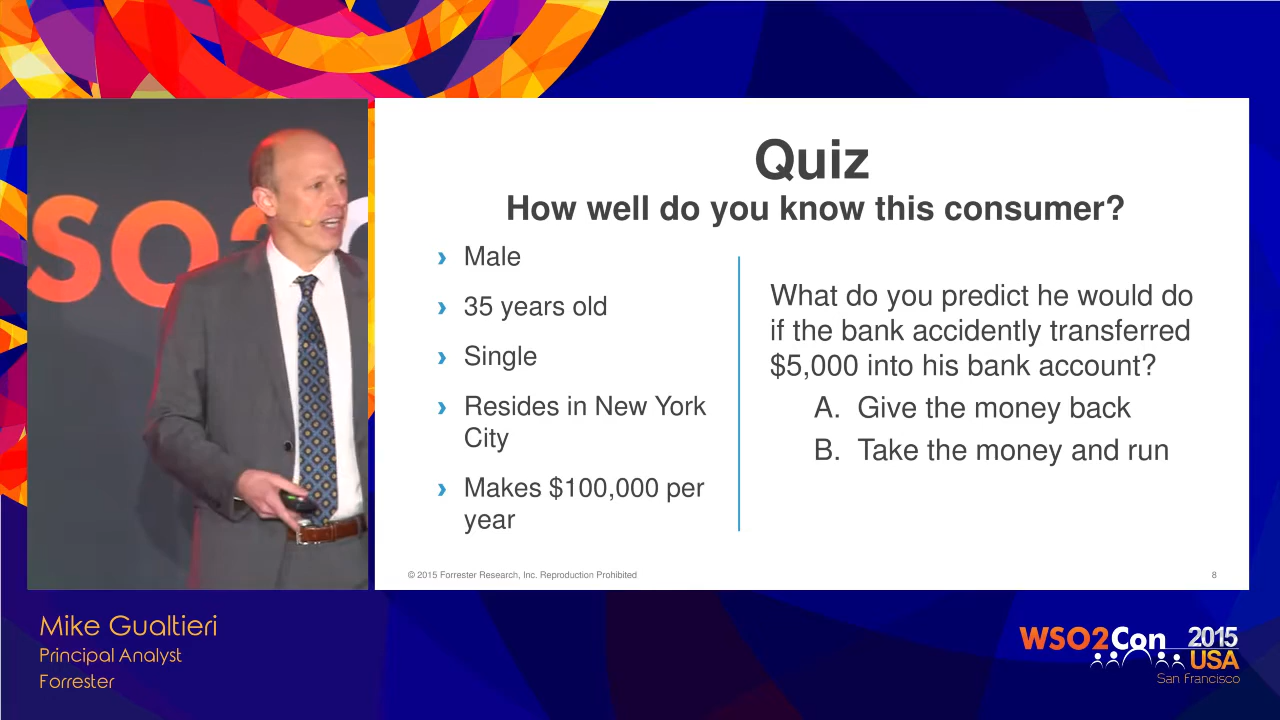 SO2C
Quiz
How well do you know this consumer?
› Male
› 35 years old
› Single
› Resides in New York
City
› Makes $100,000 per
year
What do you predict he would do
if the bank accidently transferred
$5,000 into his bank account?
A. Give the money back
B. Take the money and run
© 2015 Forrester Research, Inc. Reproduction Prohibited
8
Mike Gualtieri
Principal Analyst
Forrester
WSO2Con 2015
USA
San Francisco